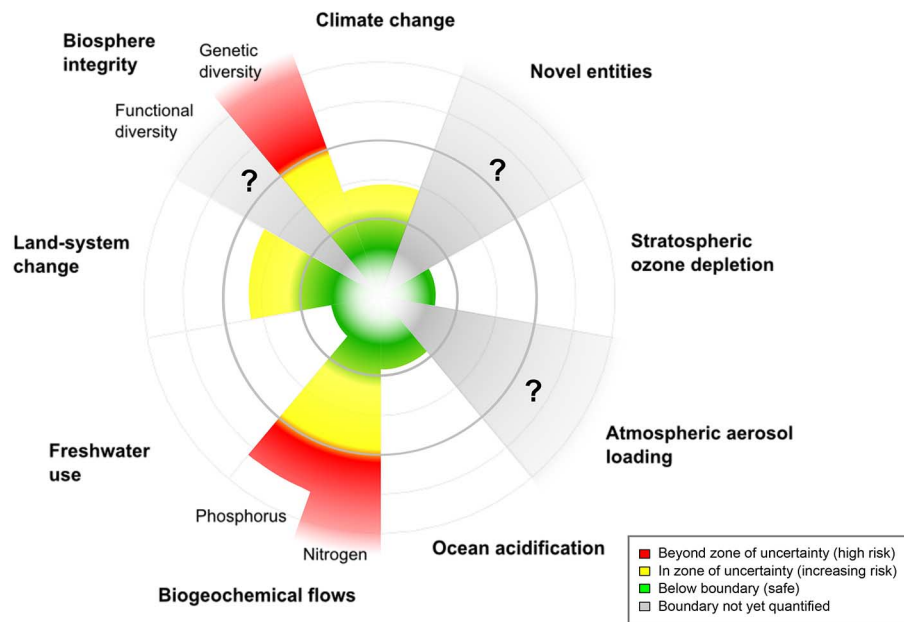 Climate change
Biosphere
integrity
Genetic
diversity
Novel entities
Functional
diversity
?
?
Land-system
change
Stratospheric
ozone depletion
?
Freshwater
use
Atmospheric aerosol
loading
Phosphorus
Nitrogen
Ocean acidification
Biogeochemical flows
Beyond zone of uncertainty (high risk)
In zone of uncertainty (increasing risk)
Below boundary (safe)
Boundary not yet quantified